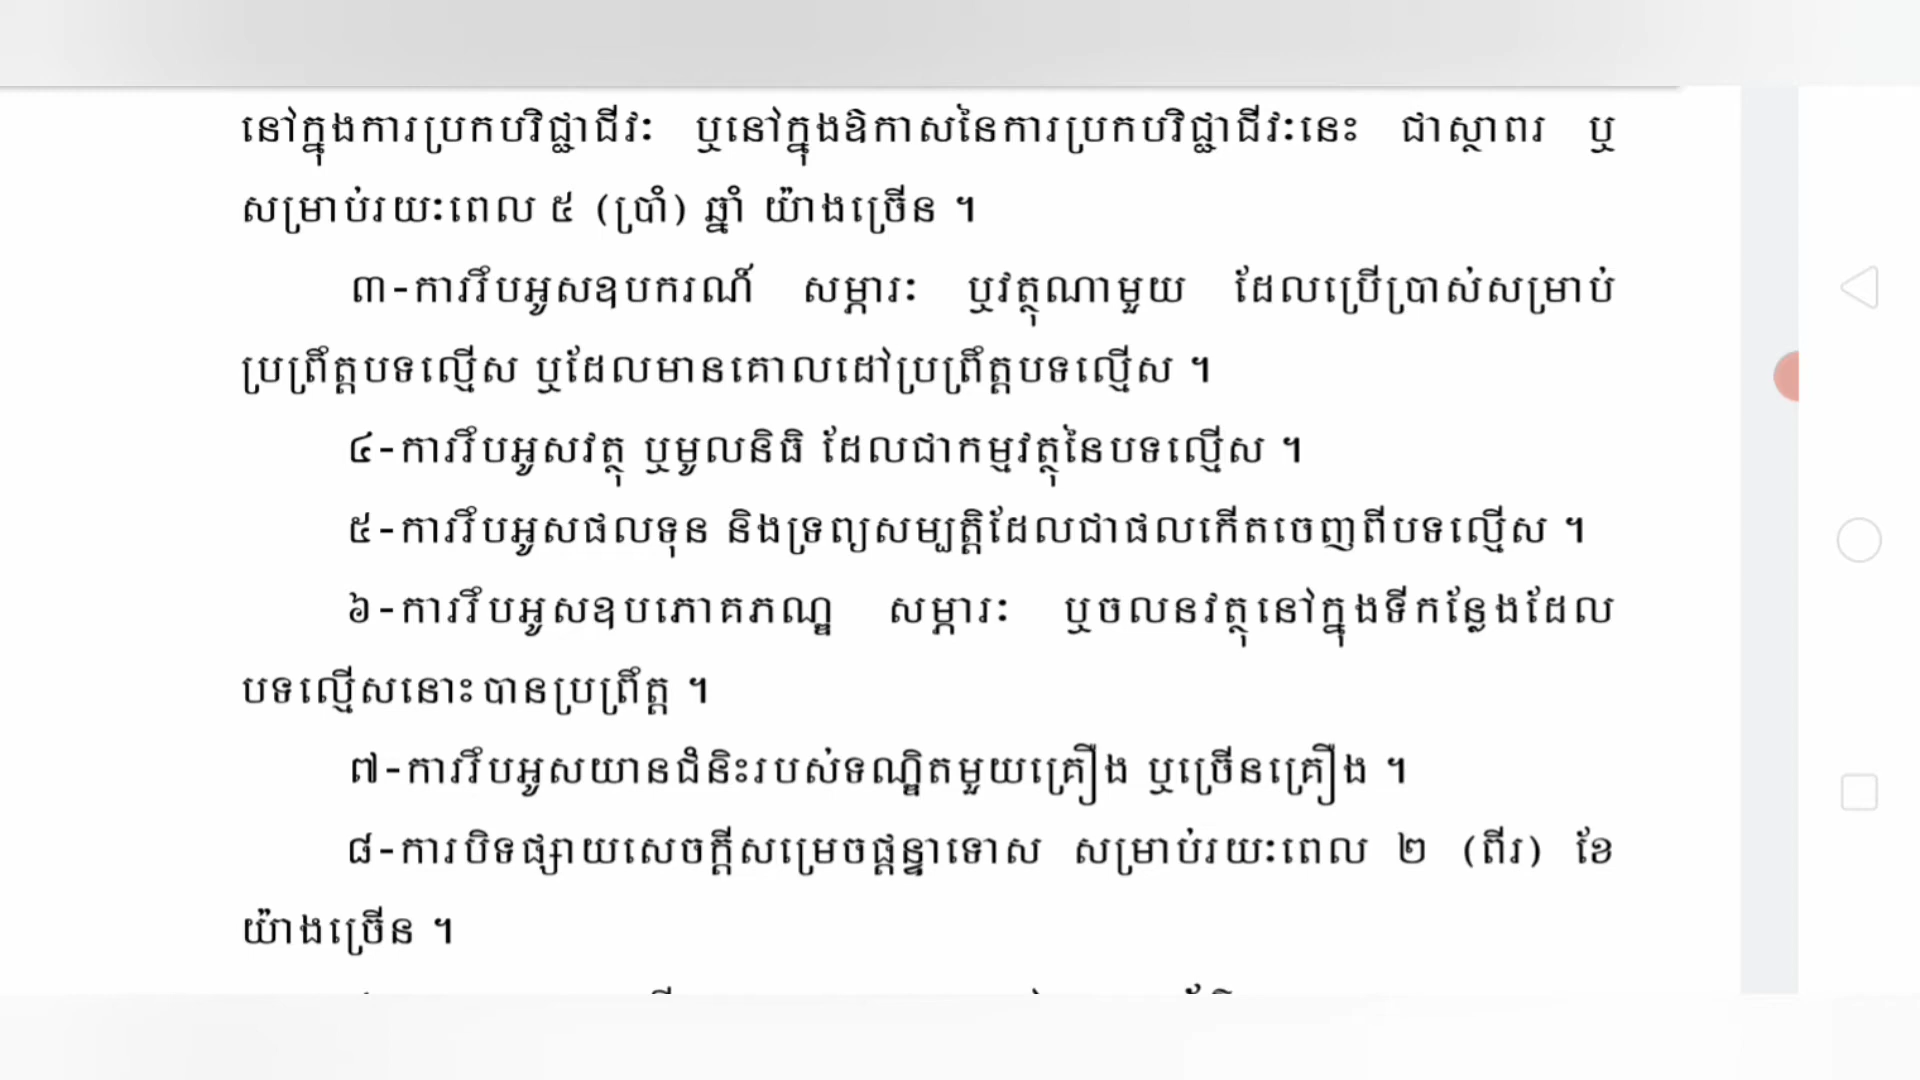 នៅក្នុងការប្រកបវិជ្ជាជីវៈ ឬនៅក្នុងឱកាសនៃការប្រកបវិជ្ជាជីវៈនេះ ជាស្ថាពរ ឬ
សម្រាប់រយៈពេល ៥ (ប្រាំ) ឆ្នាំ យ៉ាងច្រើន ។
៣-ការរឹបអូសឧបករណ៍ សម្ភារៈ ឬវត្ថុណាមួយ ដែលប្រើប្រាស់សម្រាប់
ប្រព្រឹត្តបទល្មើស ឬដែលមានគោលដៅប្រព្រឹត្តបទល្មើស ។
៤-ការរឹបអូសវត្ថុ ឬមូលនិធិ ដែលជាកម្មវត្ថុនៃបទល្មើស ។
៥-ការរឹបអូសផលទុន និងទ្រព្យសម្បត្តិដែលជាផលកើតចេញពីបទល្មើស ។
៦-ការរឹបអូសឧបភោគភណ្ឌ សម្ភារៈ ឬចលនវត្ថុនៅក្នុងទីកន្លែងដែល
បទល្មើសនោះបានប្រព្រឹត្ត ។
៧-ការរឹបអូសយានជំនិះរបស់ទណ្ឌិតមួយគ្រឿង ឬច្រើនគ្រឿង ។
៨-ការបិទផ្សាយសេចក្តីសម្រេចផ្តន្ទាទោស សម្រាប់រយៈពេល ២ (ពីរ) ខែ
យ៉ាងច្រើន ។